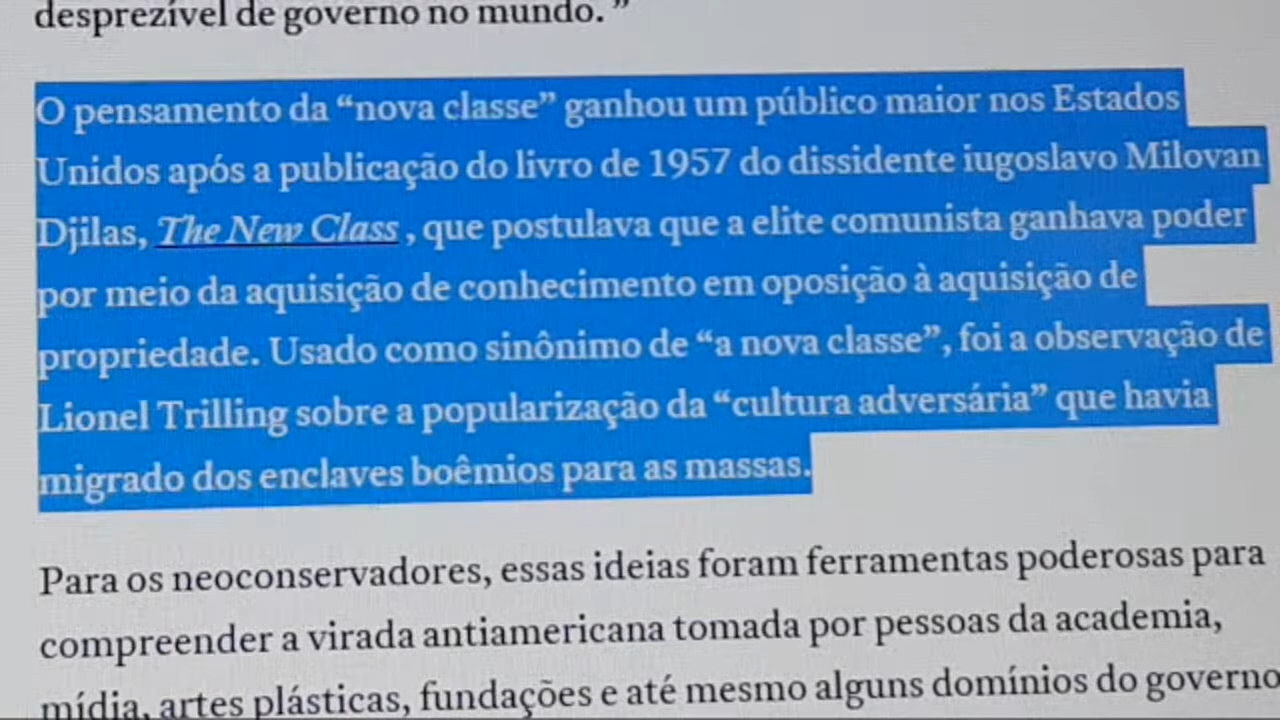 desprezível de governo no mundo. ”
O pensamento da “nova classe” ganhou um público maior nos Estados
Unidos após a publicação do livro de 1957 do dissidente iugoslavo Milovan
Djilas, The New Class , que postulava que a elite comunista ganhava poder
por meio da aquisição de conhecimento em oposição à aquisição de
propriedade. Usado como sinônimo de “a nova classe”, foi a observação de
Lionel Trilling sobre a popularização da “cultura adversária” que havia
migrado dos enclaves boêmios para as massas.
Para os neoconservadores, essas ideias foram ferramentas poderosas para
compreender a virada antiamericana tomada por pessoas da academia,
mídia, artes plásticas, fundações e até mesmo alguns domínios do governo